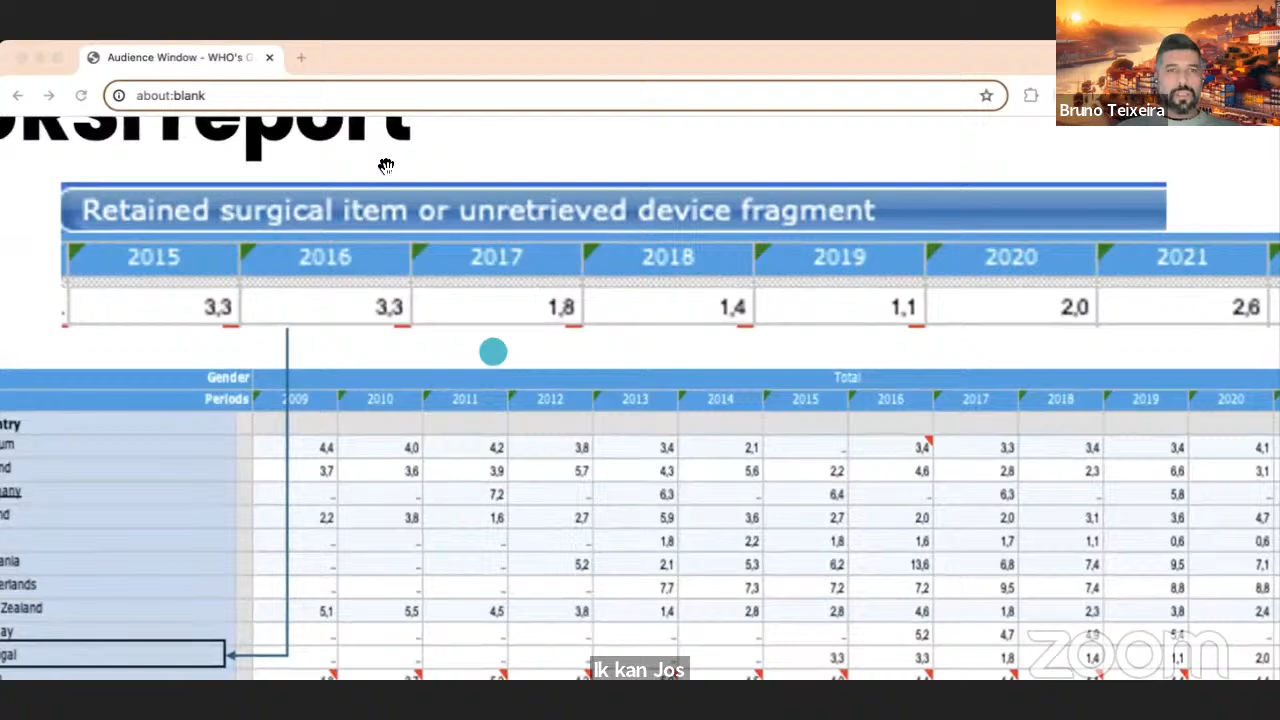 Audience Window - WHO's G
about:blank
Bruno Teixeira
report
Retained surgical item or unretrieved device fragment
2015 2016 2017 2018 2019 2020 2021
3,3 3,3 1,8 1,4 1,1 2,0 2,6
Gender Total
Periods 2009 2010 2011 2012 2013 2014 2015 2016 2017 2018 2019 2020
ntry
um 4,4 4,0 4,2 3,8 3,4 2,1 .. 3,4 3,3 3,4 3,4 4,1
nd 3,7 3,6 3,9 5,7 4,3 5,6 2,2 4,6 2,8 2,3 6,6 3,1
any .. .. 7,2 .. 6,3 .. 6,4 .. 6,3 .. 5,8 ..
nd 2,2 3,8 1,6 2,7 5,9 3,6 2,7 2,0 2,0 3,1 3,6 4,7
.. .. .. .. 1,8 2,2 1,8 1,6 1,7 1,1 0,6 0,6
ania .. .. .. 5,2 2,1 5,3 6,2 13,6 6,8 7,4 9,5 7,1
erlands .. .. .. .. 7,7 7,3 7,2 7,2 9,5 7,4 8,8 8,8
Zealand 5,1 5,5 4,5 3,8 1,4 2,8 2,8 4,6 1,8 2,3 3,8 2,4
ay .. .. .. .. .. .. .. 5,2 4,7 4,9
gal .. .. .. .. .. .. 3,3 3,3 1,8 1,4 1,1 2,0
zoom
Ik kan Jos